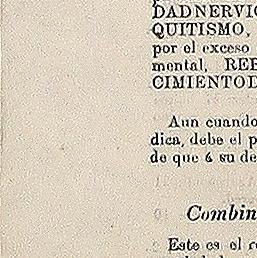 DADNERVIO
QUITISMO,
por el exceso
mental, REB
CIMIENTOD
Aun cuando
dica, debe el p
de que á su de
Combin
Este es el r